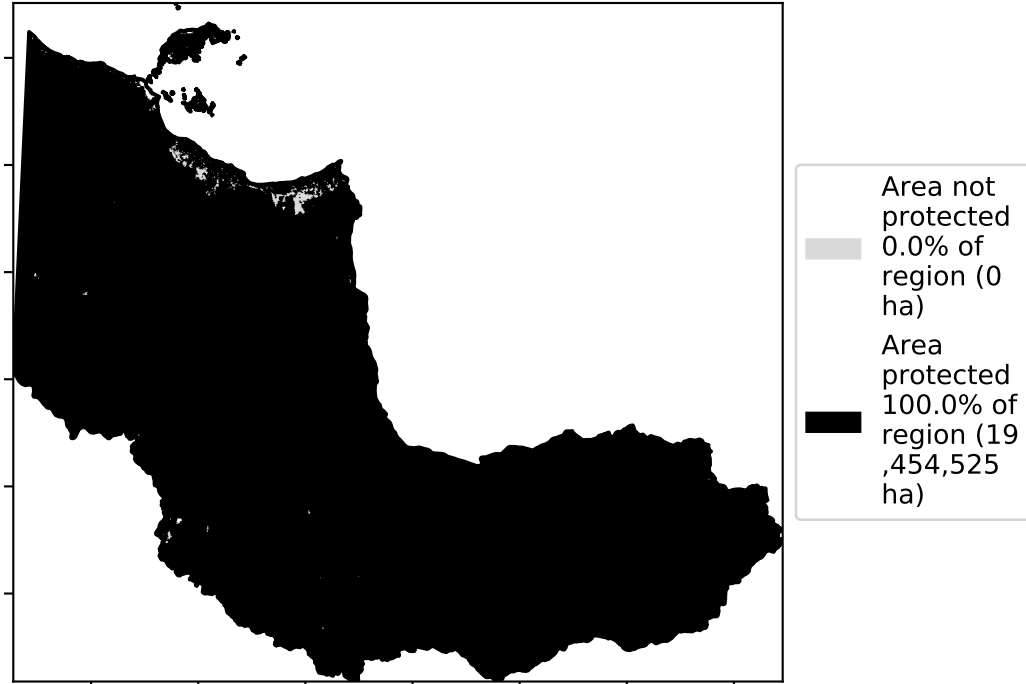 Area not
protected
0.0% of
region (0
ha)
Area
protected
100.0% of
region (19
,454,525
ha)